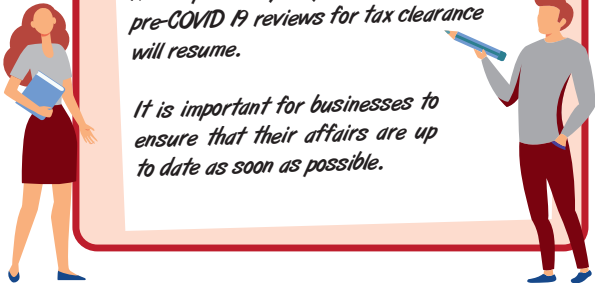 pre-COVID 19 reviews for tax clearance
will resume.
It is important for businesses to
ensure that their affairs are up
to date as soon as possible.